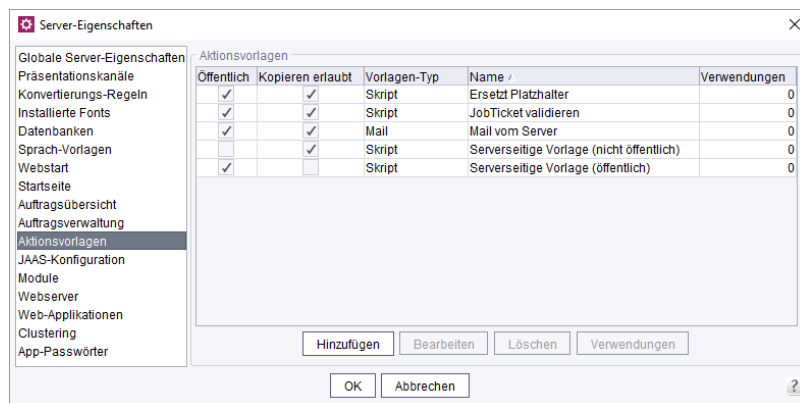 Server-Eigenschaften
Globale Server-Eigenschaften
Präsentationskanäle
Konvertierungs-Regeln
Installierte Fonts
Datenbanken
Sprach-Vorlagen
Webstart
Startseite
Auftragsübersicht
Auftragsverwaltung
Aktionsvorlagen
JAAS-Konfiguration
Module
Webserver
Web-Applikationen
Clustering
App-Passwörter
Aktionsvorlagen
Öffentlich Kopieren erlaubt Vorlagen-Typ Name Verwendungen
Skript Ersetzt Platzhalter 0
Skript JobTicket validieren 0
Mail Mail vom Server 0
Skript Serverseitige Vorlage (nicht öffentlich) 0
Skript Serverseitige Vorlage (öffentlich) 0
Hinzufügen Bearbeiten Löschen Verwendungen
OK Abbrechen ?